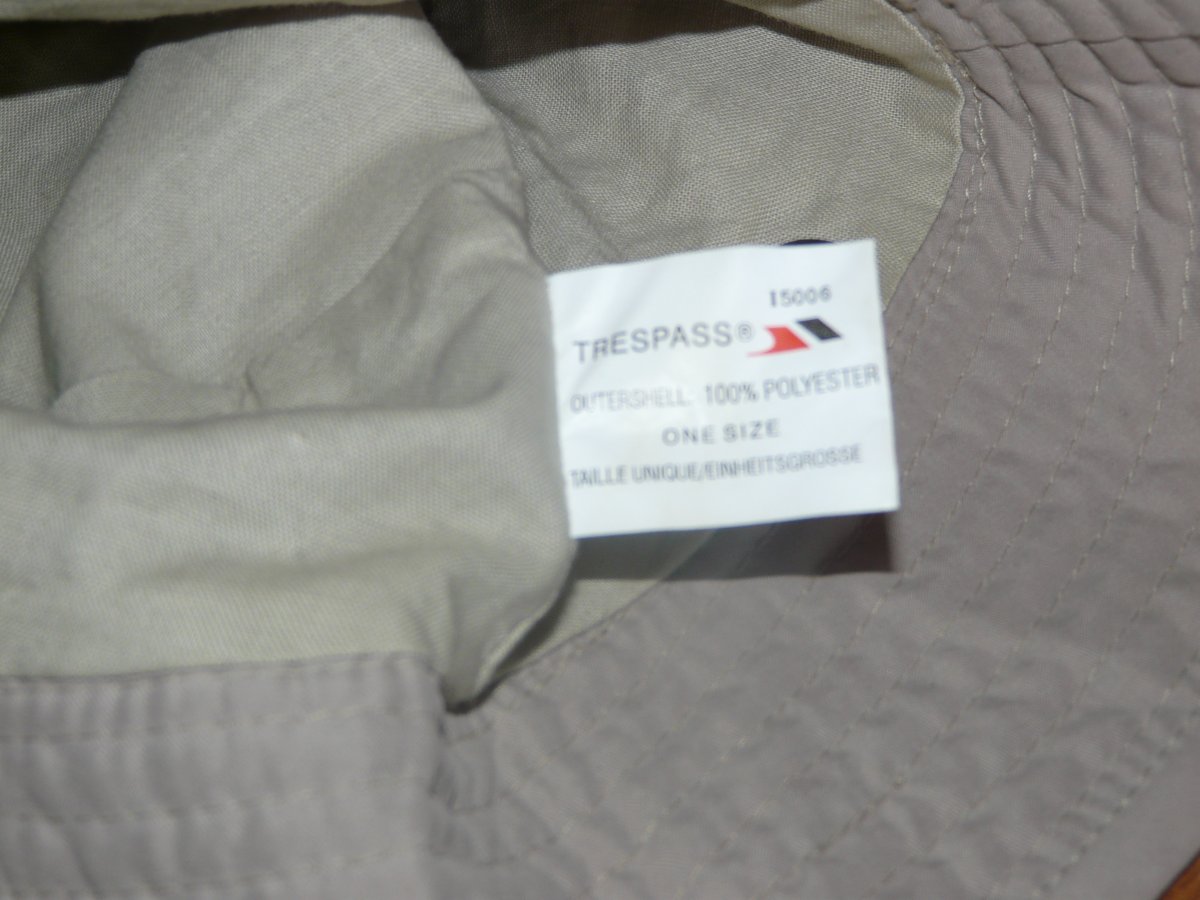 15006
TRESPASS®
OUTERSHELL: 100% POLYESTER
ONE SIZE
TAILLE UNIQUE/EINHEITSGROSSE